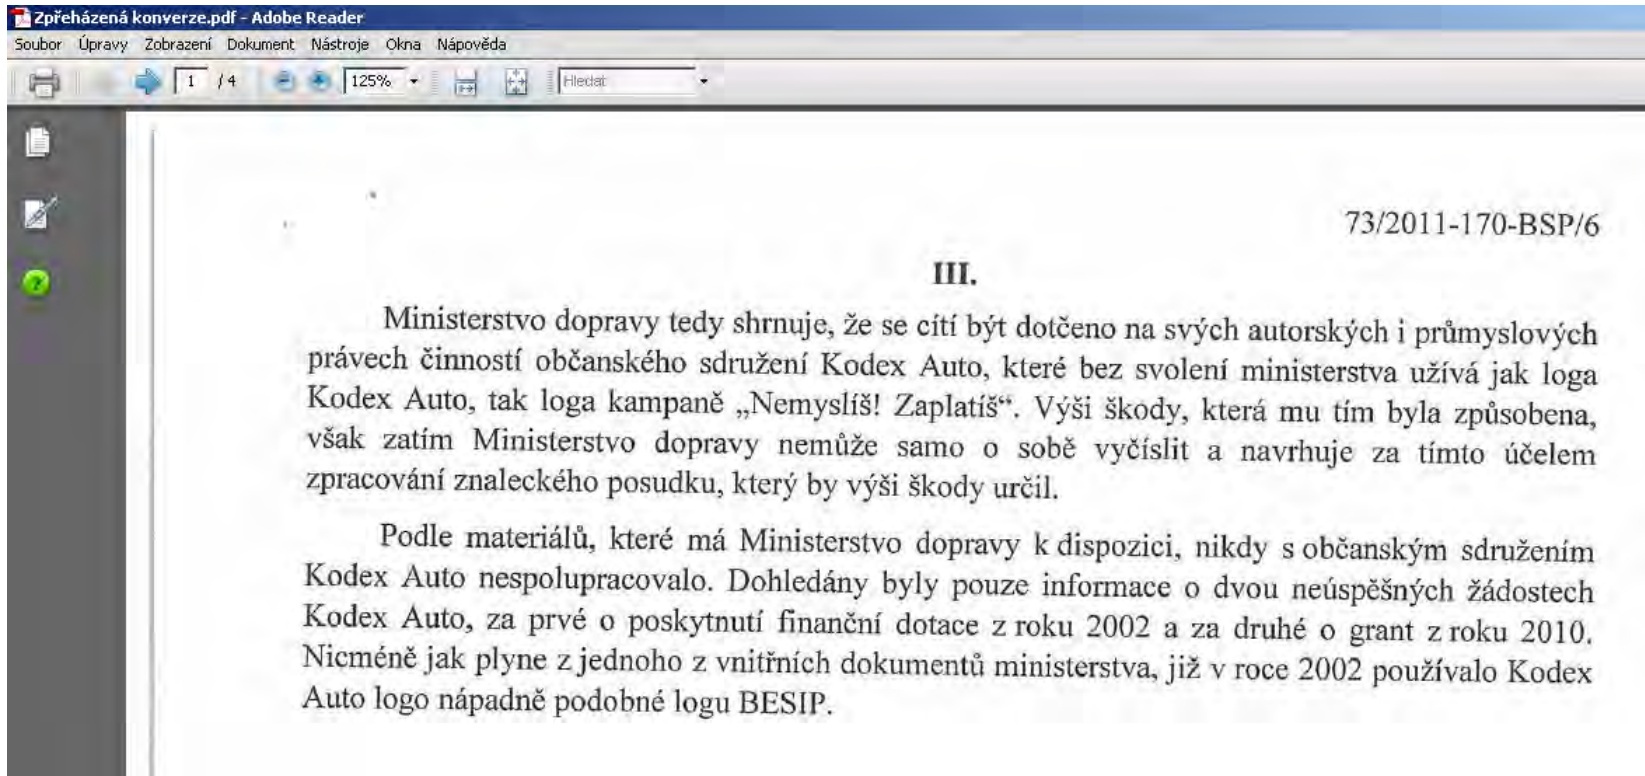 Zpřeházená konverze.pdf - Adobe Reader
Soubor Úpravy Zobrazení Dokument Nástroje Okna Nápověda
1 / 4 125% Hledat
73/2011-170-BSP/6
III.
Ministerstvo dopravy tedy shrnuje, že se cítí být dotčeno na svých autorských i průmyslových
právech činností občanského sdružení Kodex Auto, které bez svolení ministerstva užívá jak loga
Kodex Auto, tak loga kampaně „Nemyslíš! Zaplatíš“. Výši škody, která mu tím byla způsobena,
však zatím Ministerstvo dopravy nemůže samo o sobě vyčíslit a navrhuje za tímto účelem
zpracování znaleckého posudku, který by výši škody určil.
Podle materiálů, které má Ministerstvo dopravy k dispozici, nikdy s občanským sdružením
Kodex Auto nespolupracovalo. Dohledány byly pouze informace o dvou neúspěšných žádostech
Kodex Auto, za prvé o poskytnutí finanční dotace z roku 2002 a za druhé o grant z roku 2010.
Nicméně jak plyne z jednoho z vnitřních dokumentů ministerstva, již v roce 2002 používalo Kodex
Auto logo nápadně podobné logu BESIP.